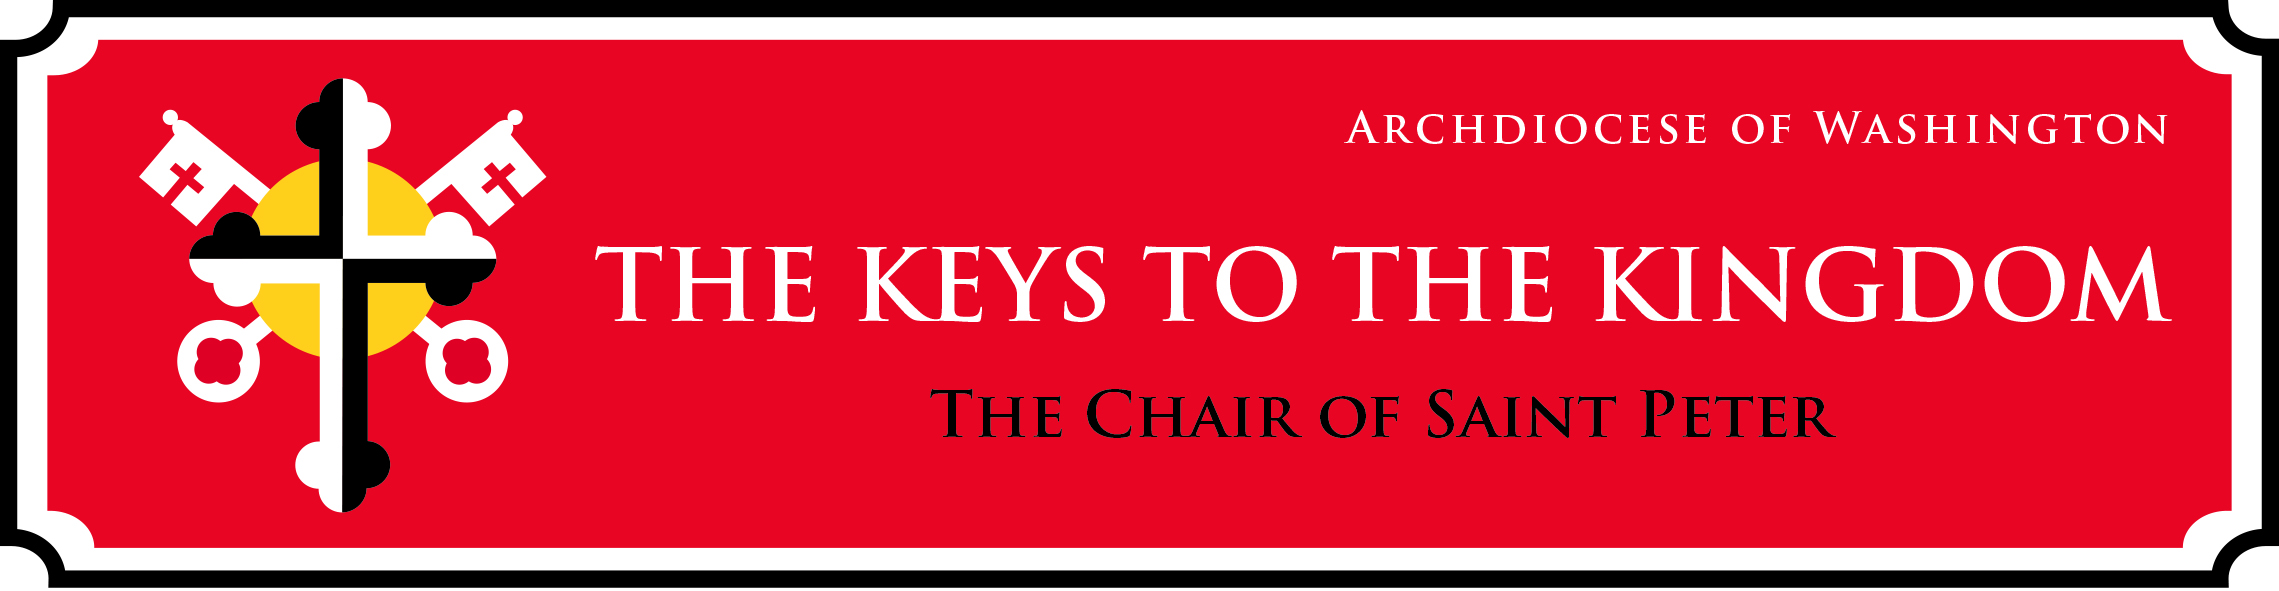 ARCHDIOCESE OF WASHINGTON
THE KEYS TO THE KINGDOM
THE CHAIR OF SAINT PETER